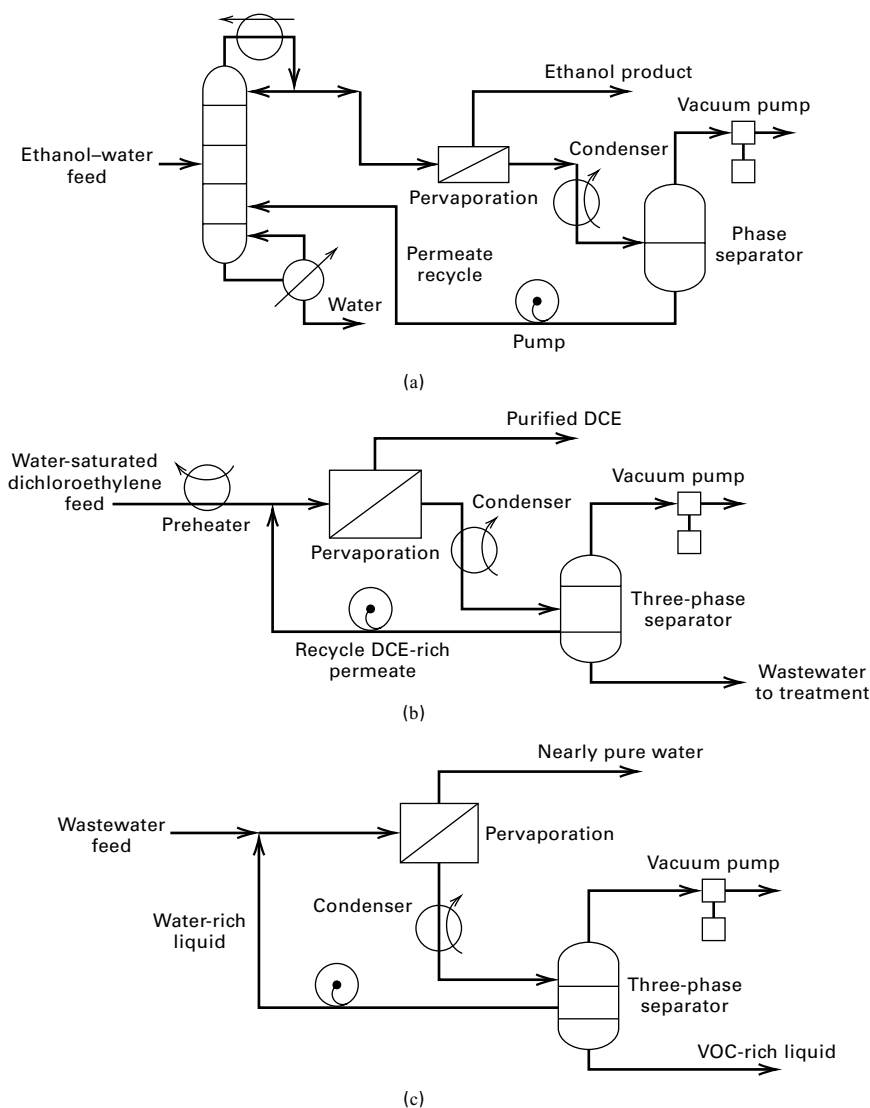 Ethanol product
Vacuum pump
Condenser
Ethanol–water
feed
Pervaporation
Phase
separator
Permeate
recycle
Water
Pump
(a)
Purified DCE
Water-saturated
dichloroethylene
feed
Vacuum pump
Condenser
Preheater
Pervaporation
Three-phase
separator
Recycle DCE-rich
permeate
Wastewater
to treatment
(b)
Nearly pure water
Wastewater
feed
Pervaporation
Vacuum pump
Condenser
Water-rich
liquid
Three-phase
separator
VOC-rich liquid
(c)